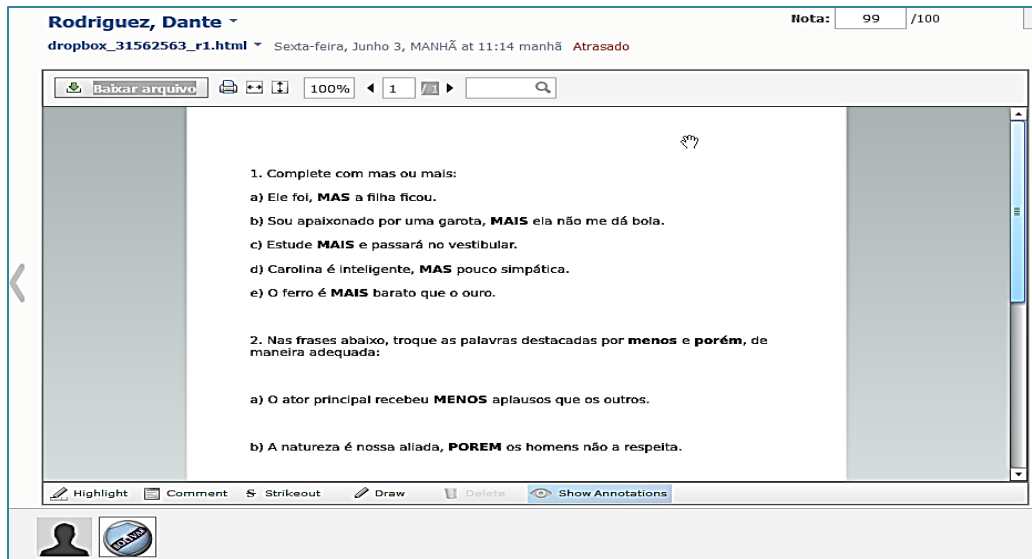 Rodriguez, Dante
Nota: 99 /100
dropbox_31562563_r1.html Sexta-feira, Junho 3, MANHÃ at 11:14 manhã Atrasado
Baixar arquivo 100% 1 / 1
1. Complete com mas ou mais:
a) Ele foi, MAS a filha ficou.
b) Sou apaixonado por uma garota, MAIS ela não me dá bola.
c) Estude MAIS e passará no vestibular.
d) Carolina é inteligente, MAS pouco simpática.
e) O ferro é MAIS barato que o ouro.
2. Nas frases abaixo, troque as palavras destacadas por menos e porém, de
maneira adequada:
a) O ator principal recebeu MENOS aplausos que os outros.
b) A natureza é nossa aliada, POREM os homens não a respeita.
Highlight Comment S Strikeout Draw Delete Show Annotations
BOLIVIA